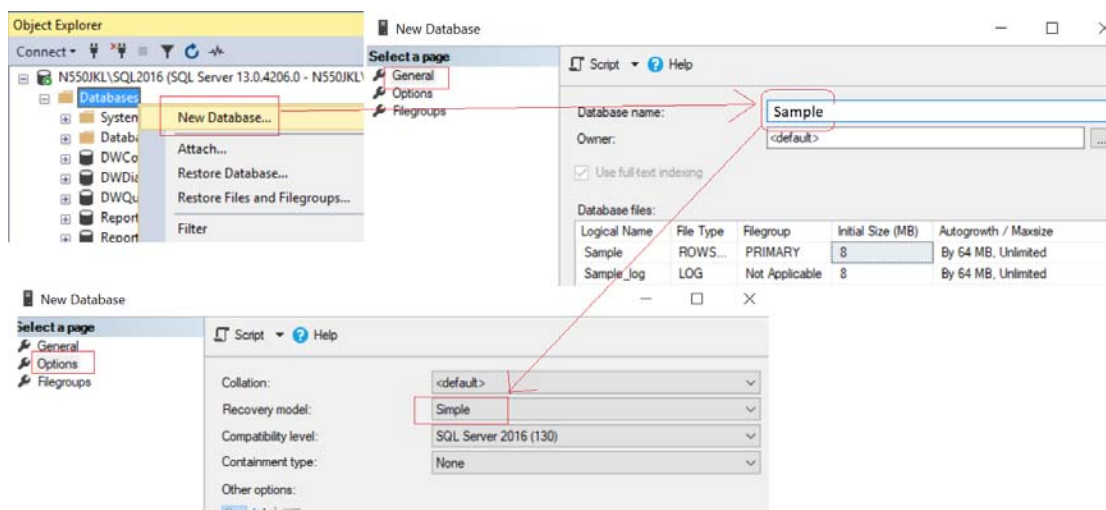 Object Explorer
Connect
N550JKL\SQL2016 (SQL Server 13.0.4206.0 - N550JKL\
Databases
System
Databa
DWCo
DWDia
DWQu
Report
Report
New Database...
Attach...
Restore Database...
Restore Files and Filegroups...
Filter
New Database
Select a page
General
Options
Filegroups
Script
Help
Database name:
Sample
Owner:
<default>
...
Use full-text indexing
Database files:
Logical Name File Type Filegroup Initial Size (MB) Autogrowth / Maxsize
Sample ROWS... PRIMARY 8 By 64 MB, Unlimited
Sample_log LOG Not Applicable 8 By 64 MB, Unlimited
New Database
Select a page
General
Options
Filegroups
Script
Help
Collation:
<default>
Recovery model:
Simple
Compatibility level:
SQL Server 2016 (130)
Containment type:
None
Other options: